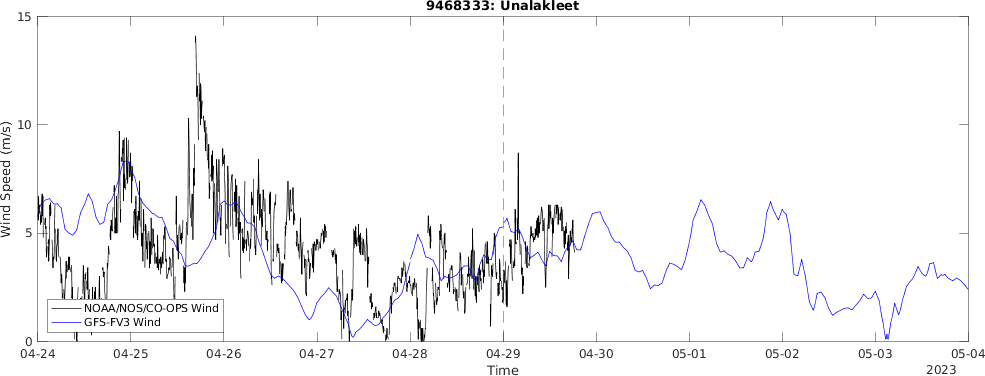 9468333: Unalakleet
15
10
5
0
Wind Speed (m/s)
NOAA/NOS/CO-OPS Wind
GFS-FV3 Wind
04-24 04-25 04-26 04-27 04-28 04-29 04-30 05-01 05-02 05-03 05-04
Time
2023